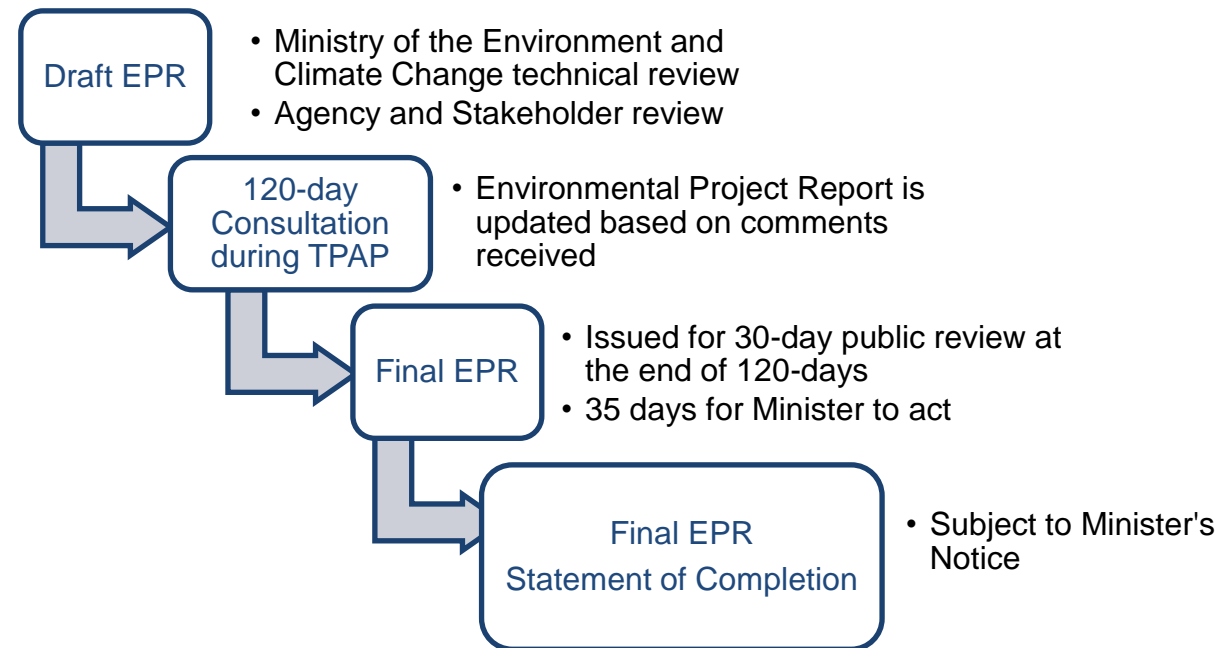 Draft EPR
• Ministry of the Environment and
Climate Change technical review
• Agency and Stakeholder review
120-day
Consultation
during TPAP
• Environmental Project Report is
updated based on comments
received
Final EPR
• Issued for 30-day public review at
the end of 120-days
• 35 days for Minister to act
Final EPR
Statement of Completion
• Subject to Minister's
Notice